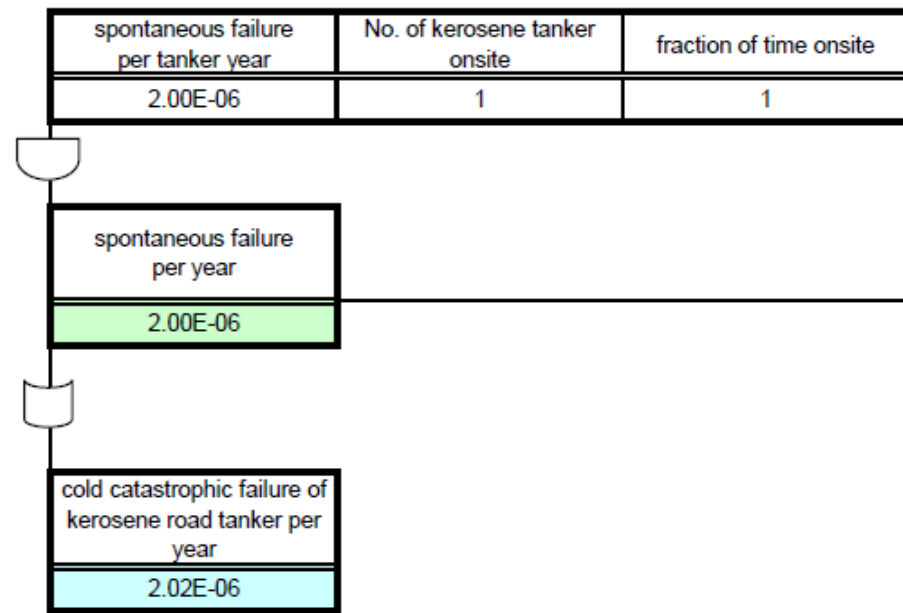 spontaneous failure
per tanker year
No. of kerosene tanker
onsite
fraction of time onsite
2.00E-06
1
1
spontaneous failure
per year
2.00E-06
cold catastrophic failure of
kerosene road tanker per
year
2.02E-06